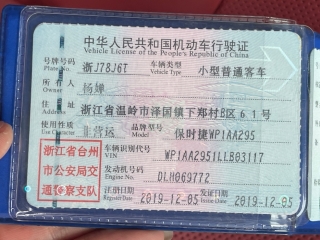 中华人民共和国机动车行驶证
Vehicle License of the People's Republic of China
号牌号码 浙J78J6T 车辆类型 小型普通客车
Plate No. Vehicle Type
所有人 杨婵
Owner
住址 浙江省温岭市泽国镇下郑村B区61号
Address
使用性质 非营运 品牌型号 保时捷WP1AA295
Use Character Model
浙江省台州
市公安局交
通警察支队
车辆识别代号 WP1AA2951LLB03117
VIN
发动机号码 DLH069772
Engine No.
注册日期 2019-12-05 发证日期 2019-12-05
Register Date Issue Date